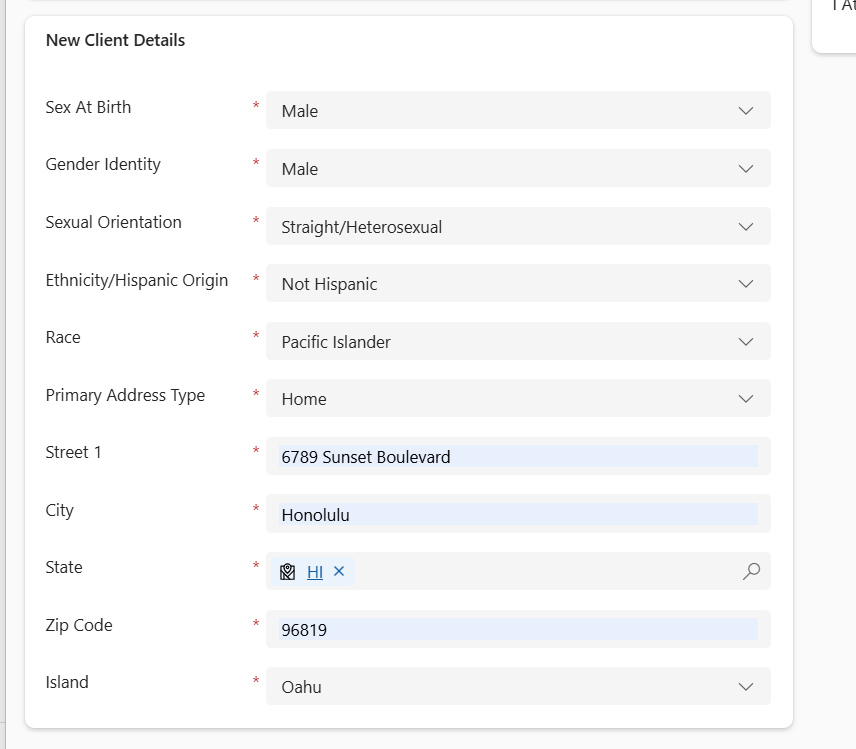 New Client Details
Sex At Birth * Male
Gender Identity * Male
Sexual Orientation * Straight/Heterosexual
Ethnicity/Hispanic Origin * Not Hispanic
Race * Pacific Islander
Primary Address Type * Home
Street 1 * 6789 Sunset Boulevard
City * Honolulu
State * HI
Zip Code * 96819
Island * Oahu